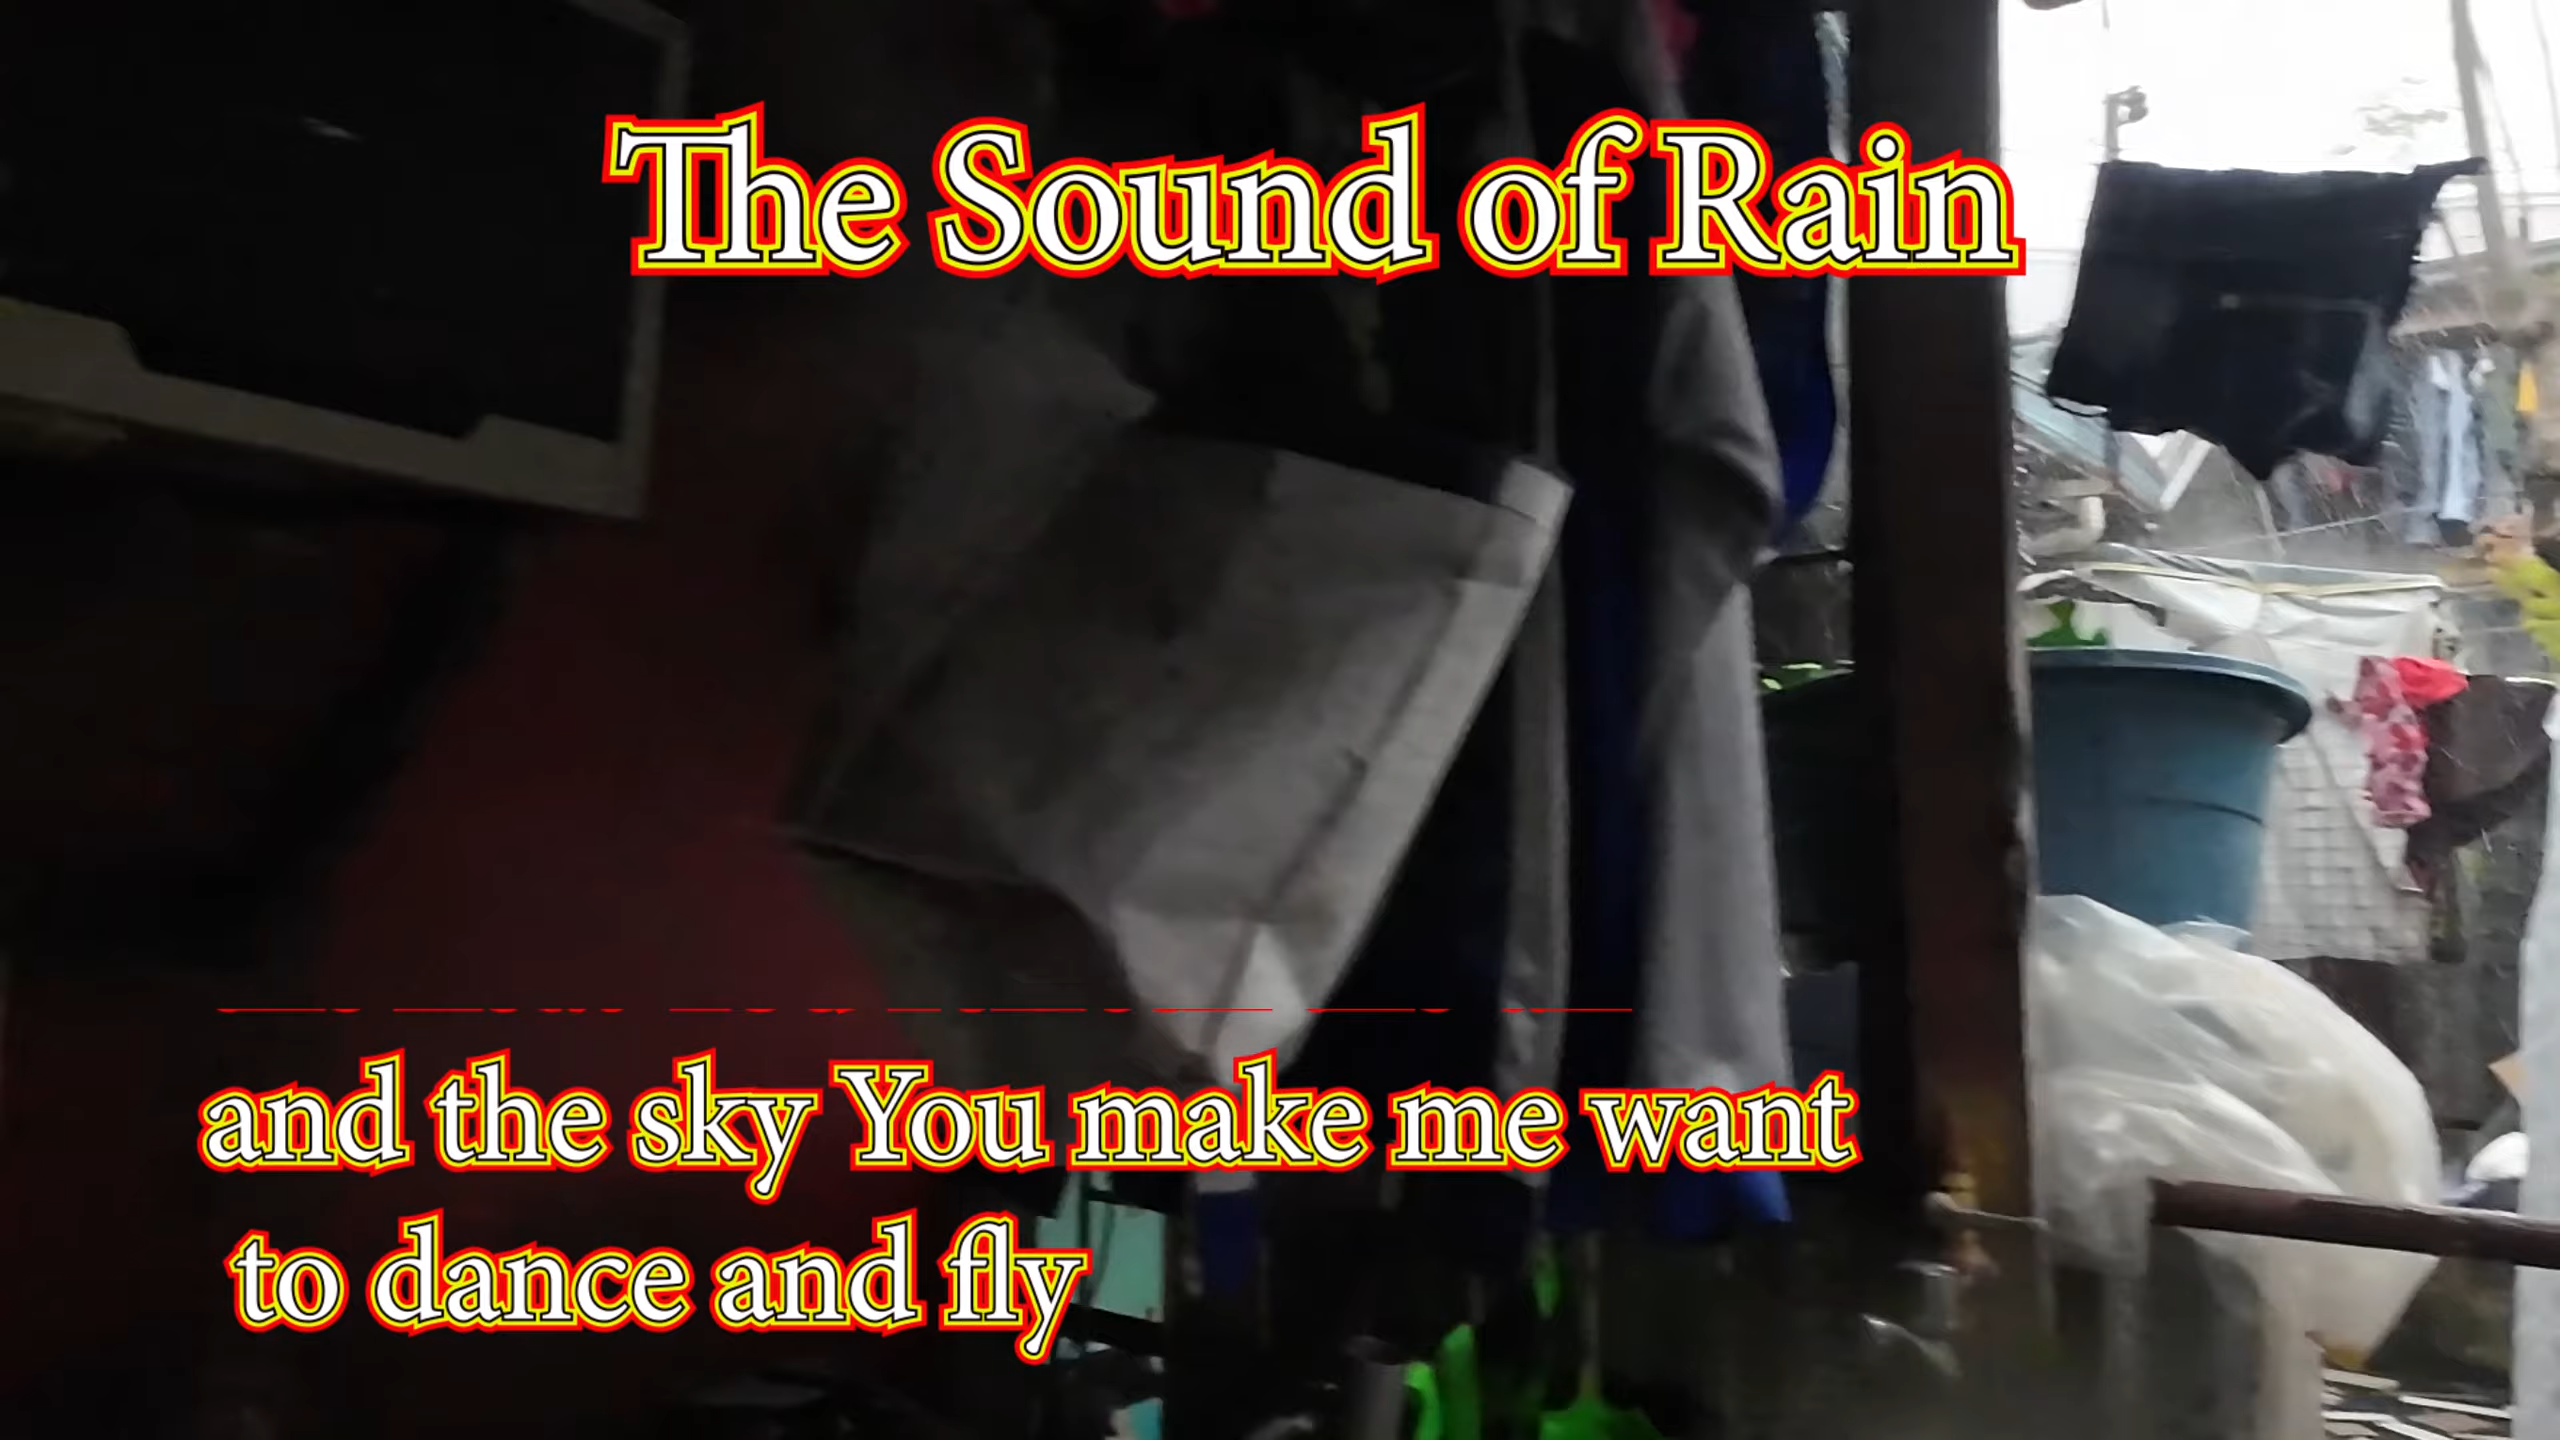 The Sound of Rain
and the sky You make me want
to dance and fly